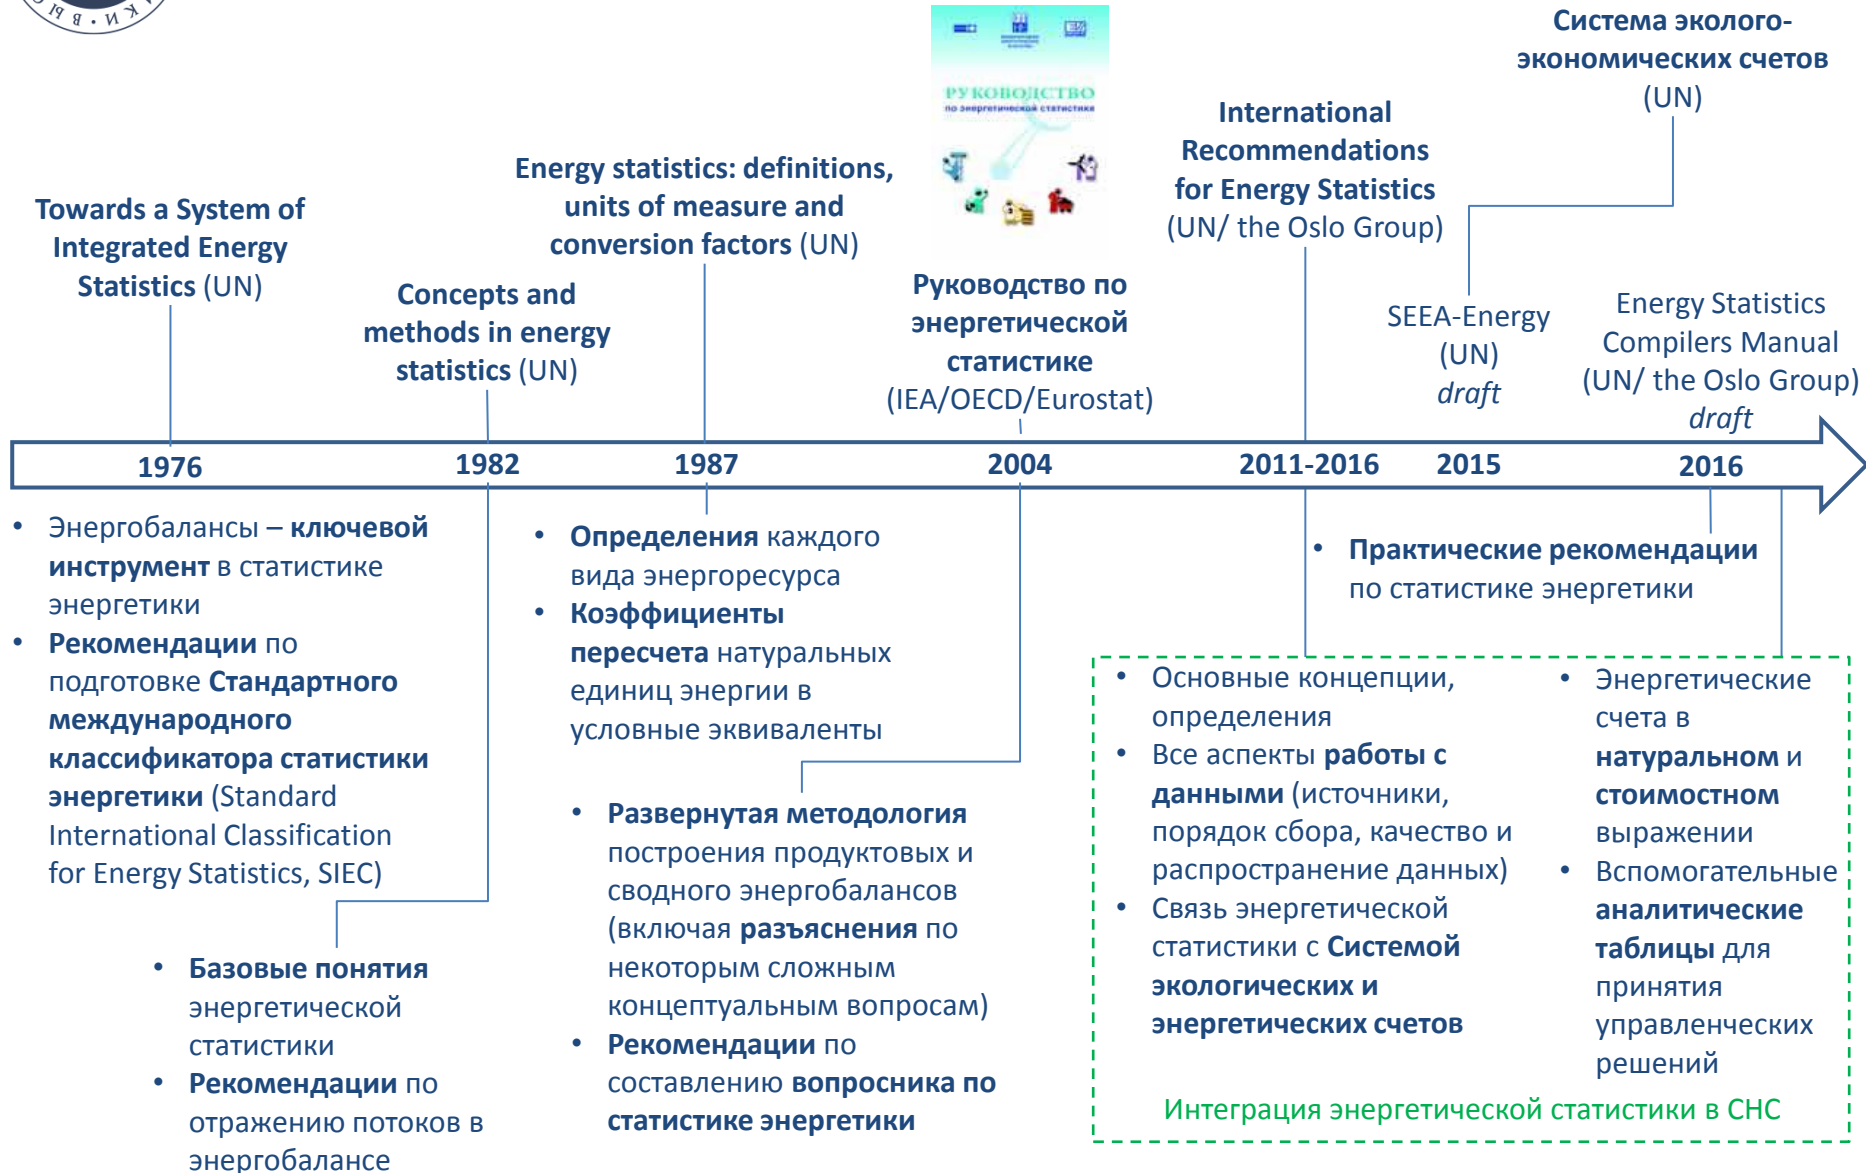 КИ • ВЫС
РУКОВОДСТВО
по энергетической статистике
Система эколого-
экономических счетов
(UN)
International
Recommendations
for Energy Statistics
(UN/ the Oslo Group)
Energy statistics: definitions,
units of measure and
conversion factors (UN)
Towards a System of
Integrated Energy
Statistics (UN)
Concepts and
methods in energy
statistics (UN)
Руководство по
энергетической
статистике
(IEA/OECD/Eurostat)
SEEA-Energy
(UN)
draft
Energy Statistics
Compilers Manual
(UN/ the Oslo Group)
draft
1976
1982
1987
2004
2011-2016
2015
2016
• Энергобалансы – ключевой
инструмент в статистике
энергетики
• Рекомендации по
подготовке Стандартного
международного
классификатора статистики
энергетики (Standard
International Classification
for Energy Statistics, SIEC)
• Базовые понятия
энергетической
статистики
• Рекомендации по
отражению потоков в
энергобалансе
• Определения каждого
вида энергоресурса
• Коэффициенты
пересчета натуральных
единиц энергии в
условные эквиваленты
• Развернутая методология
построения продуктовых и
сводного энергобалансов
(включая разъяснения по
некоторым сложным
концептуальным вопросам)
• Рекомендации по
составлению вопросника по
статистике энергетики
• Практические рекомендации
по статистике энергетики
• Основные концепции,
определения
• Все аспекты работы с
данными (источники,
порядок сбора, качество и
распространение данных)
• Связь энергетической
статистики с Системой
экологических и
энергетических счетов
• Энергетические
счета в
натуральном и
стоимостном
выражении
• Вспомогательные
аналитические
таблицы для
принятия
управленческих
решений
Интеграция энергетической статистики в СНС